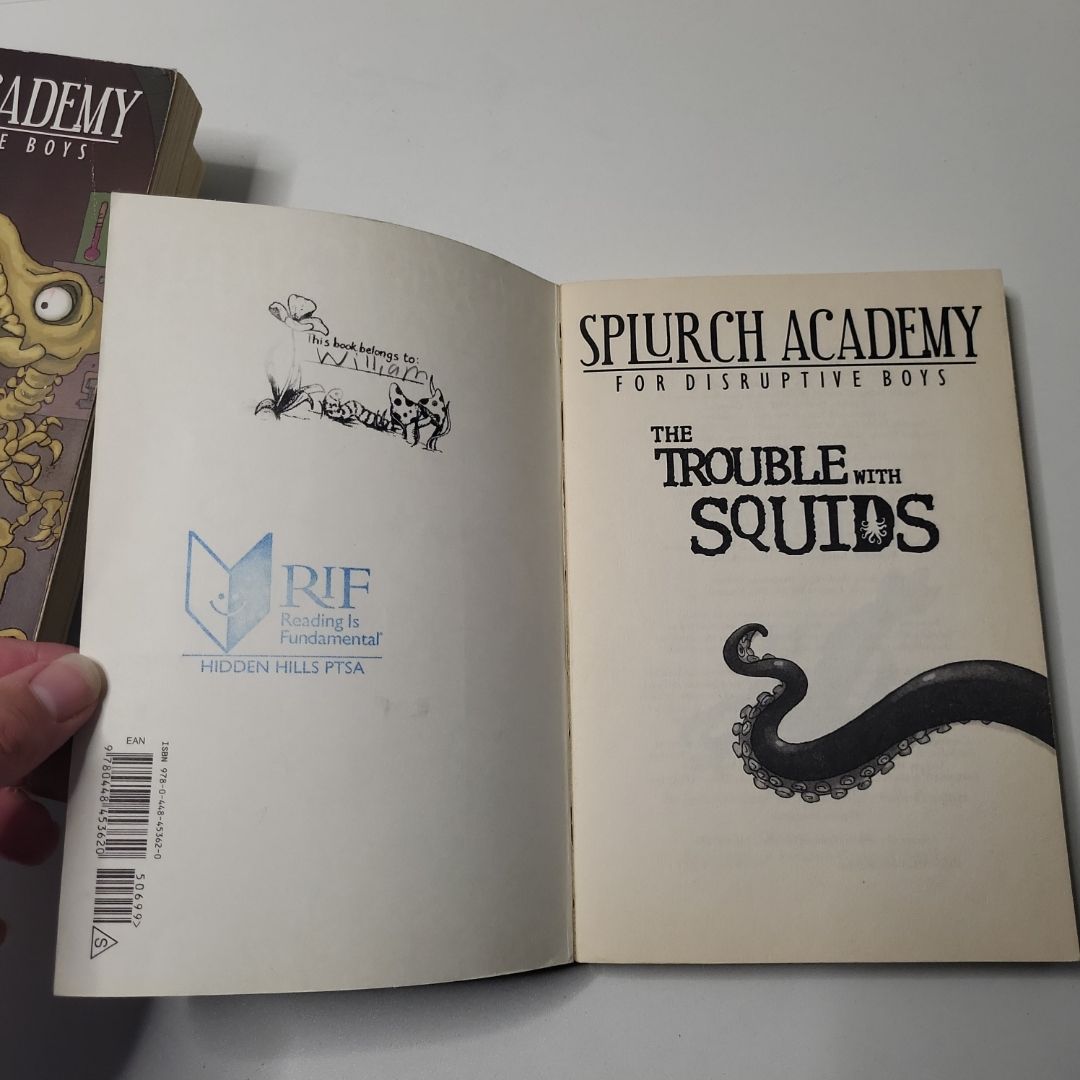 ADEMY
E BOYS
This book belongs to:
William
RIF
Reading Is
Fundamental®
HIDDEN HILLS PTSA
EAN
ISBN 978-0-448-45362-0
9780448453620
50699>
S
SPLURCH ACADEMY
FOR DISRUPTIVE BOYS
THE
TROUBLE WITH
SQUIDS